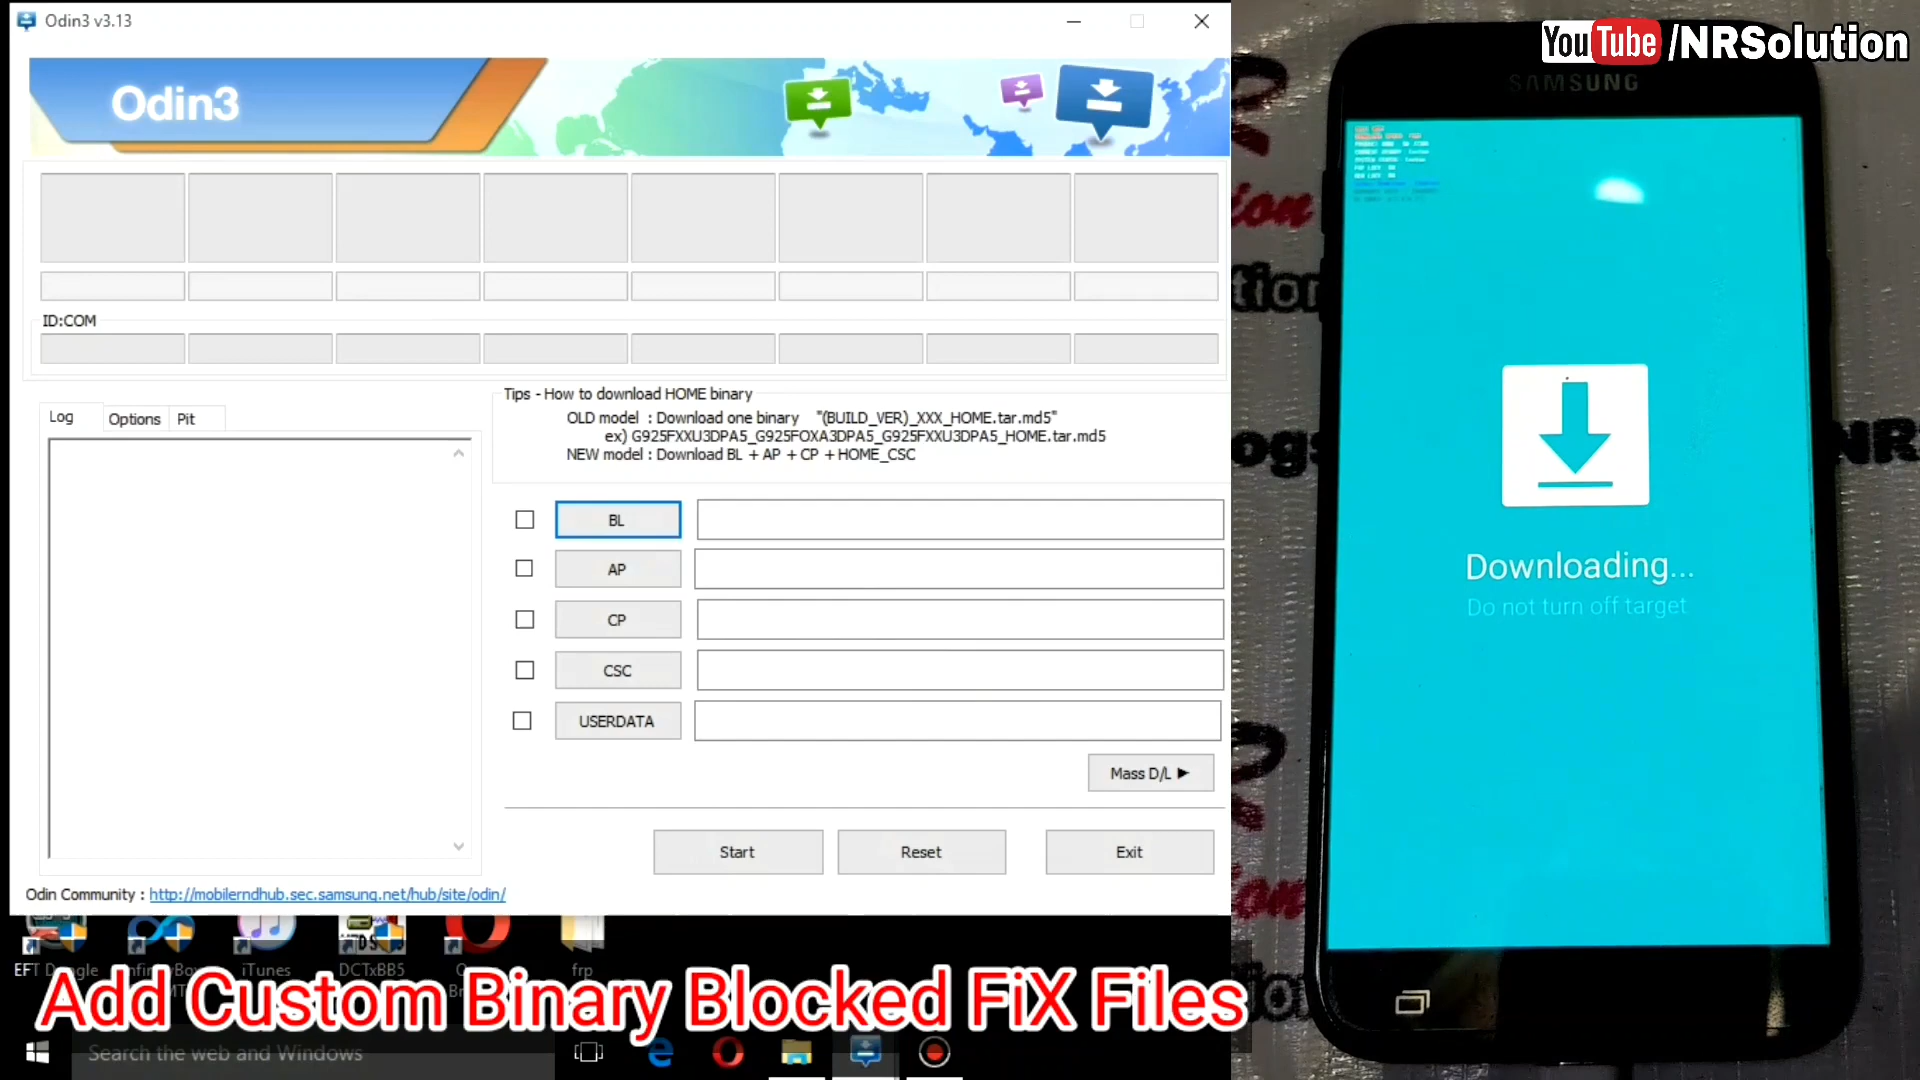 Odin3 v3.13
Odin3
ID:COM
Log
Options
Pit
Tips - How to download HOME binary
OLD model : Download one binary "(BUILD_VER)_XXX_HOME.tar.md5"
ex) G925FXXU3DPA5_G925FOXA3DPA5_G925FXXU3DPA5_HOME.tar.md5
NEW model : Download BL + AP + CP + HOME_CSC
BL
AP
CP
CSC
USERDATA
Mass D/L
Start
Reset
Exit
Odin Community : http://mobilerndhub.sec.samsung.net/hub/site/odin/
iTunes
DCTxBB5
frp
Add Custom Binary Blocked FiX Files
Search the web and Windows
YouTube /NRSolution
SAMSUNG
Downloading...
Do not turn off target